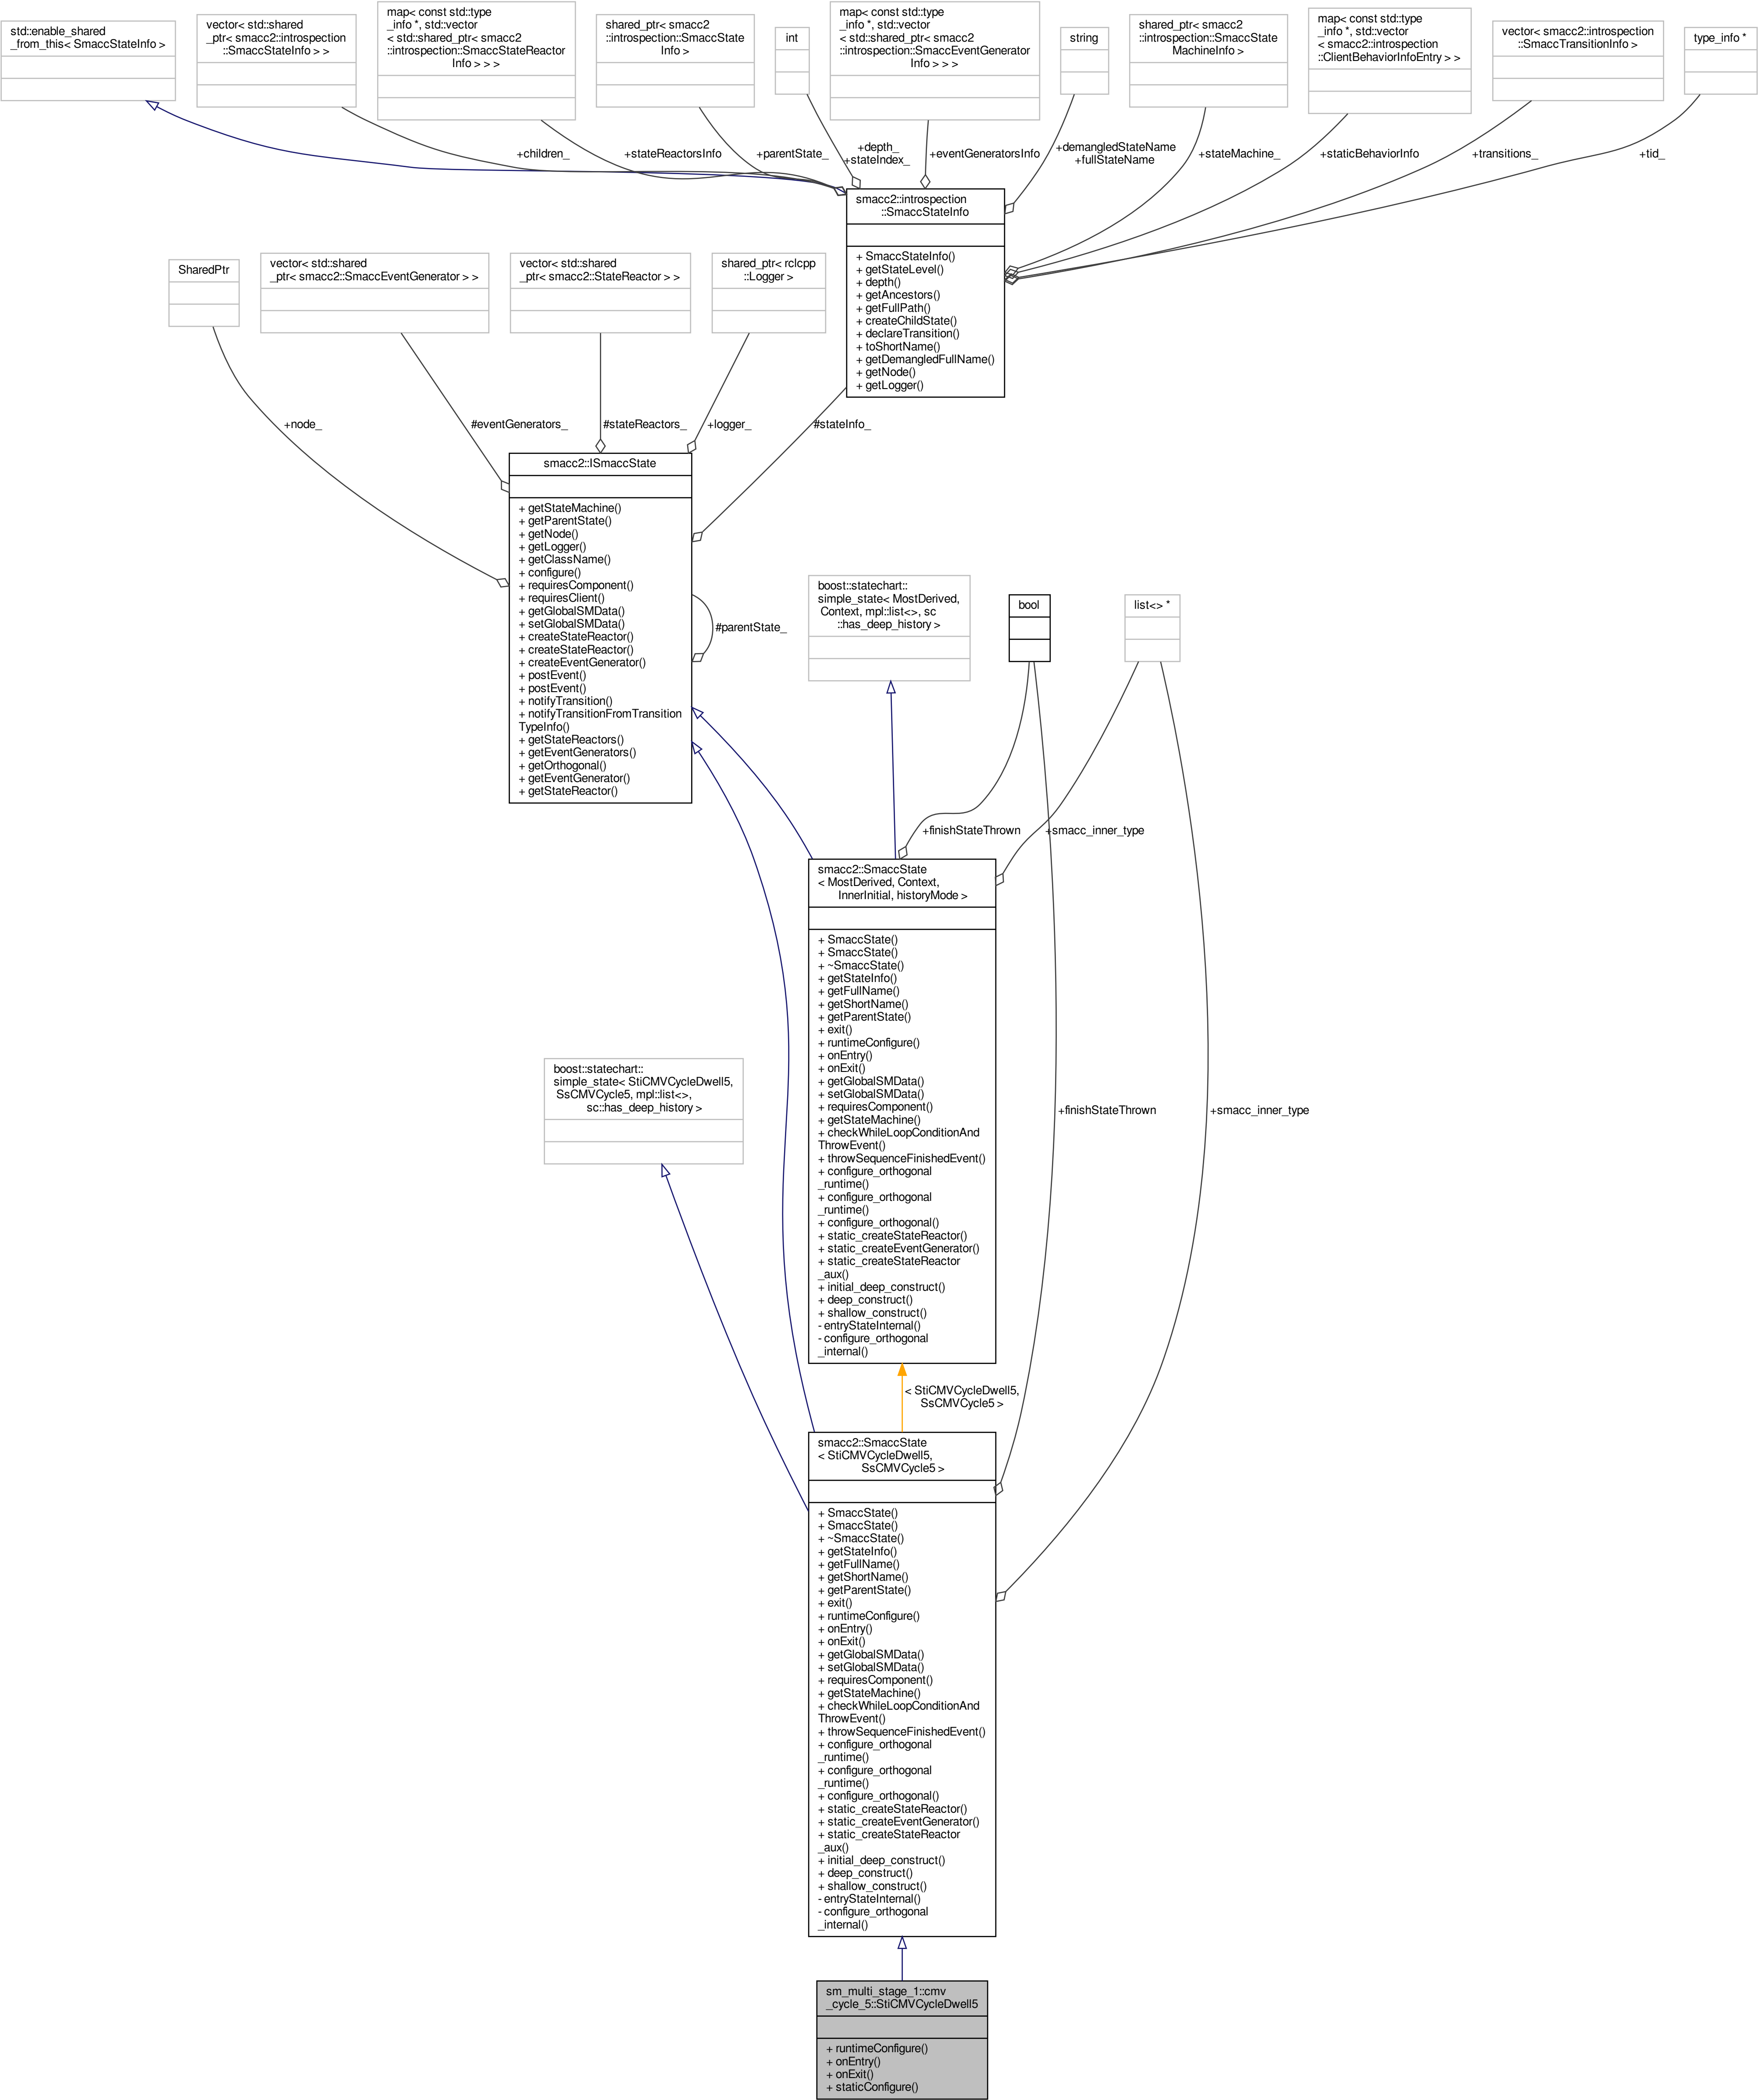 std::enable_shared
_from_this< SmaccStateInfo >
vector< std::shared
_ptr< smacc2::introspection
::SmaccStateInfo > >
map< const std::type
_info *, std::vector
< std::shared_ptr< smacc2
::introspection::SmaccStateReactor
Info > > >
shared_ptr< smacc2
::introspection::SmaccState
Info >
int
map< const std::type
_info *, std::vector
< std::shared_ptr< smacc2
::introspection::SmaccEventGenerator
Info > > >
string
shared_ptr< smacc2
::introspection::SmaccState
MachineInfo >
map< const std::type
_info *, std::vector
< smacc2::introspection
::ClientBehaviorInfoEntry > >
vector< smacc2::introspection
::SmaccTransitionInfo >
type_info *
+children_
+stateReactorsInfo
+parentState_
+depth_
+stateIndex_
+eventGeneratorsInfo
+demangledStateName
+fullStateName
+stateMachine_
+staticBehaviorInfo
+transitions_
+tid_
smacc2::introspection
::SmaccStateInfo
+ SmaccStateInfo()
+ getStateLevel()
+ depth()
+ getAncestors()
+ getFullPath()
+ createChildState()
+ declareTransition()
+ toShortName()
+ getDemangledFullName()
+ getNode()
+ getLogger()
SharedPtr
vector< std::shared
_ptr< smacc2::SmaccEventGenerator > >
vector< std::shared
_ptr< smacc2::StateReactor > >
shared_ptr< rclcpp
::Logger >
+node_
#eventGenerators_
#stateReactors_
+logger_
#stateInfo_
smacc2::ISmaccState
+ getStateMachine()
+ getParentState()
+ getNode()
+ getLogger()
+ getClassName()
+ configure()
+ requiresComponent()
+ requiresClient()
+ getGlobalSMData()
+ setGlobalSMData()
+ createStateReactor()
+ createStateReactor()
+ createEventGenerator()
+ postEvent()
+ postEvent()
+ notifyTransition()
+ notifyTransitionFromTransition
TypeInfo()
+ getStateReactors()
+ getEventGenerators()
+ getOrthogonal()
+ getEventGenerator()
+ getStateReactor()
#parentState_
boost::statechart::
simple_state< MostDerived,
Context, mpl::list<>, sc
::has_deep_history >
bool
list<> *
+finishStateThrown
+smacc_inner_type
smacc2::SmaccState
< MostDerived, Context,
InnerInitial, historyMode >
+ SmaccState()
+ SmaccState()
+ ~SmaccState()
+ getStateInfo()
+ getFullName()
+ getShortName()
+ getParentState()
+ exit()
+ runtimeConfigure()
+ onEntry()
+ onExit()
+ getGlobalSMData()
+ setGlobalSMData()
+ requiresComponent()
+ getStateMachine()
+ checkWhileLoopConditionAnd
ThrowEvent()
+ throwSequenceFinishedEvent()
+ configure_orthogonal
_runtime()
+ configure_orthogonal
_runtime()
+ configure_orthogonal()
+ static_createStateReactor()
+ static_createEventGenerator()
+ static_createStateReactor
_aux()
+ initial_deep_construct()
+ deep_construct()
+ shallow_construct()
- entryStateInternal()
- configure_orthogonal
_internal()
boost::statechart::
simple_state< StiCMVCycleDwell5,
SsCMVCycle5, mpl::list<>,
sc::has_deep_history >
+finishStateThrown
+smacc_inner_type
< StiCMVCycleDwell5,
SsCMVCycle5 >
smacc2::SmaccState
< StiCMVCycleDwell5,
SsCMVCycle5 >
+ SmaccState()
+ SmaccState()
+ ~SmaccState()
+ getStateInfo()
+ getFullName()
+ getShortName()
+ getParentState()
+ exit()
+ runtimeConfigure()
+ onEntry()
+ onExit()
+ getGlobalSMData()
+ setGlobalSMData()
+ requiresComponent()
+ getStateMachine()
+ checkWhileLoopConditionAnd
ThrowEvent()
+ throwSequenceFinishedEvent()
+ configure_orthogonal
_runtime()
+ configure_orthogonal
_runtime()
+ configure_orthogonal()
+ static_createStateReactor()
+ static_createEventGenerator()
+ static_createStateReactor
_aux()
+ initial_deep_construct()
+ deep_construct()
+ shallow_construct()
- entryStateInternal()
- configure_orthogonal
_internal()
sm_multi_stage_1::cmv
_cycle_5::StiCMVCycleDwell5
+ runtimeConfigure()
+ onEntry()
+ onExit()
+ staticConfigure()